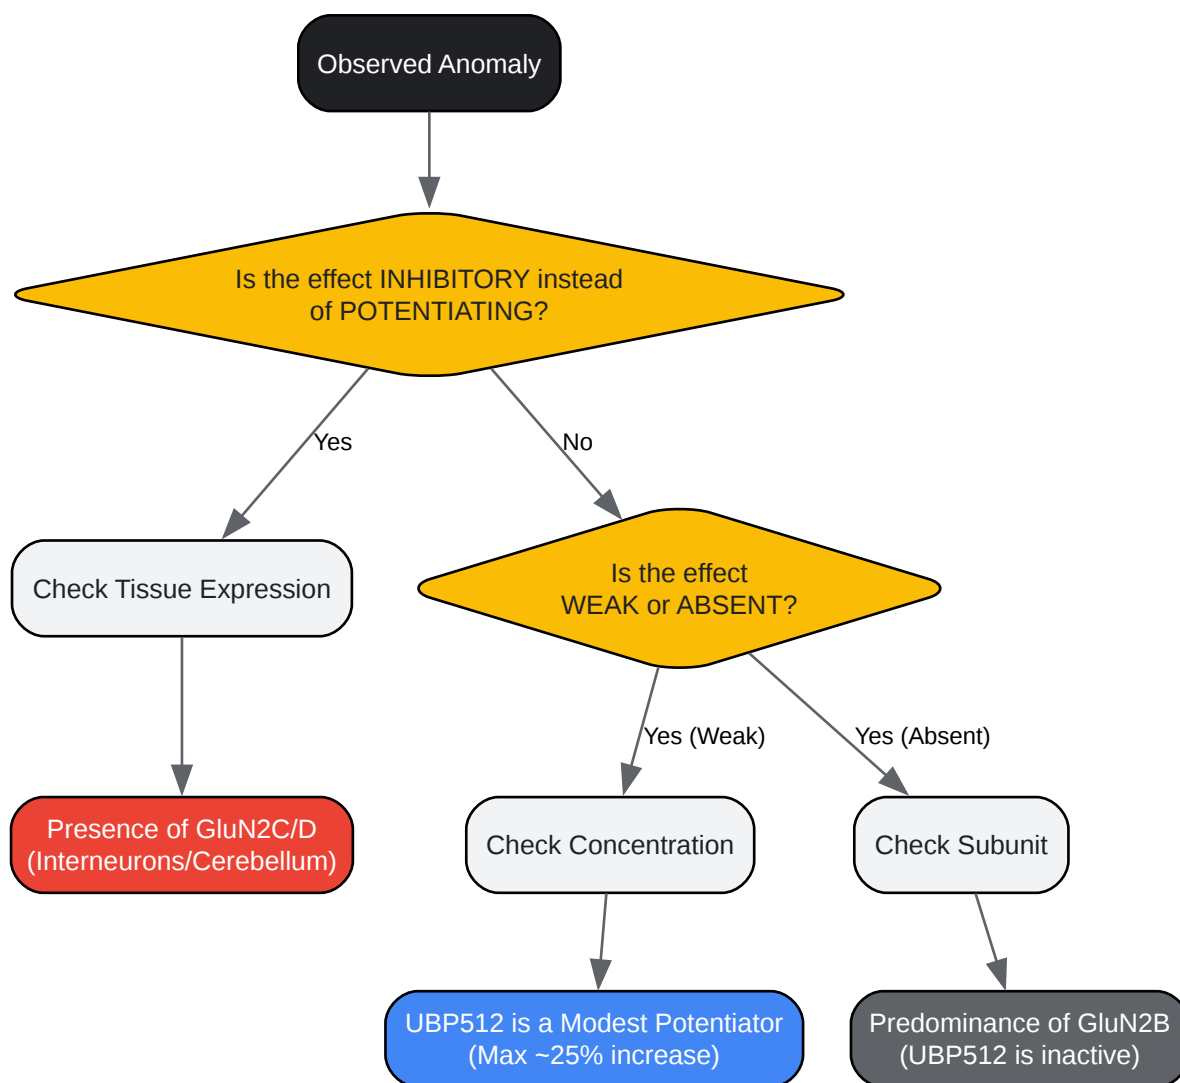 Observed Anomaly
Is the effect INHIBITORY instead
of POTENTIATING?
Yes
No
Check Tissue Expression
Is the effect
WEAK or ABSENT?
Yes (Weak)
Yes (Absent)
Presence of GluN2C/D
(Interneurons/Cerebellum)
Check Concentration
Check Subunit
UBP512 is a Modest Potentiator
(Max ~25% increase)
Predominance of GluN2B
(UBP512 is inactive)